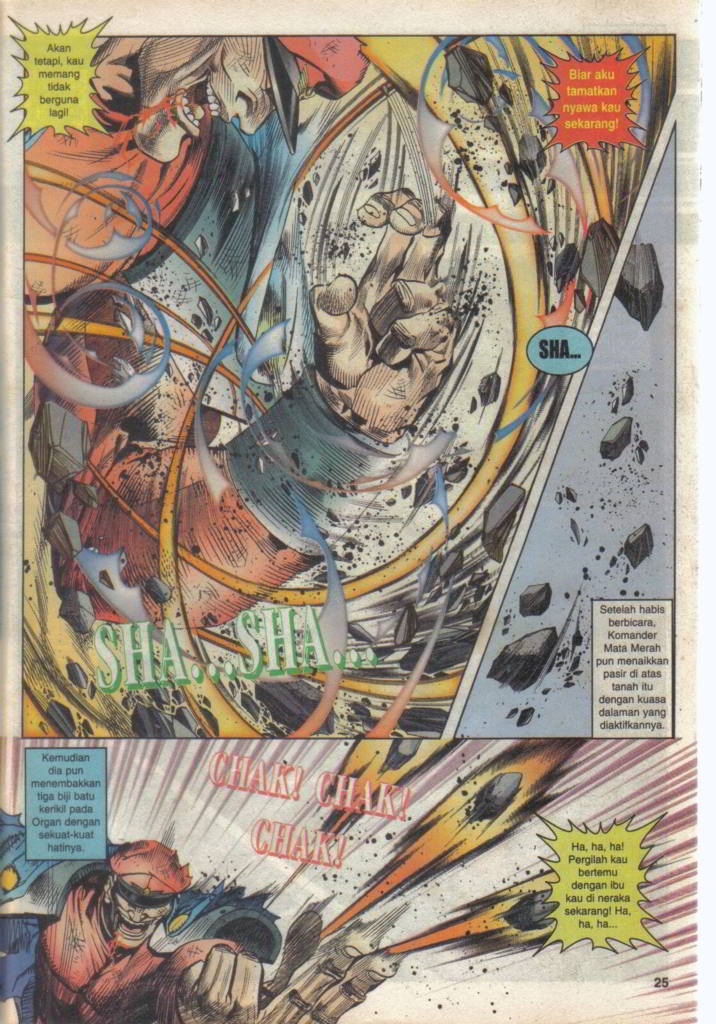 Akan
tetapi, kau
memang
tidak
berguna
lagi!
Biar aku
tamatkan
nyawa kau
sekarang!
SHA...
SHA...SHA...
Setelah habis
berbicara,
Komander
Mata Merah
pun menaikkan
pasir di atas
tanah itu
dengan kuasa
dalaman yang
diaktifkannya.
Kemudian
dia pun
menembakkan
tiga biji batu
kerikil pada
Organ dengan
sekuat-kuat
hatinya.
CHAK! CHAK!
CHAK!
Ha, ha, ha!
Pergilah kau
bertemu
dengan ibu
kau di neraka
sekarang! Ha,
ha, ha...
25